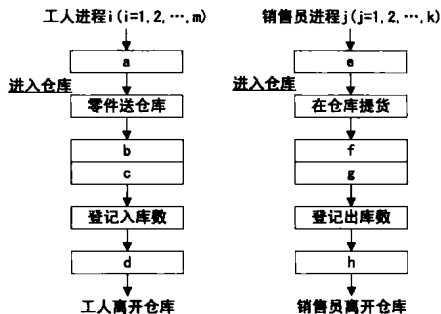 工人进程i(i=1,2,…,m)
a
进入仓库
零件送仓库
b
c
登记入库数
d
工人离开仓库
销售员进程j(j=1,2,…,k)
e
进入仓库
在仓库提货
f
g
登记出库数
h
销售员离开仓库